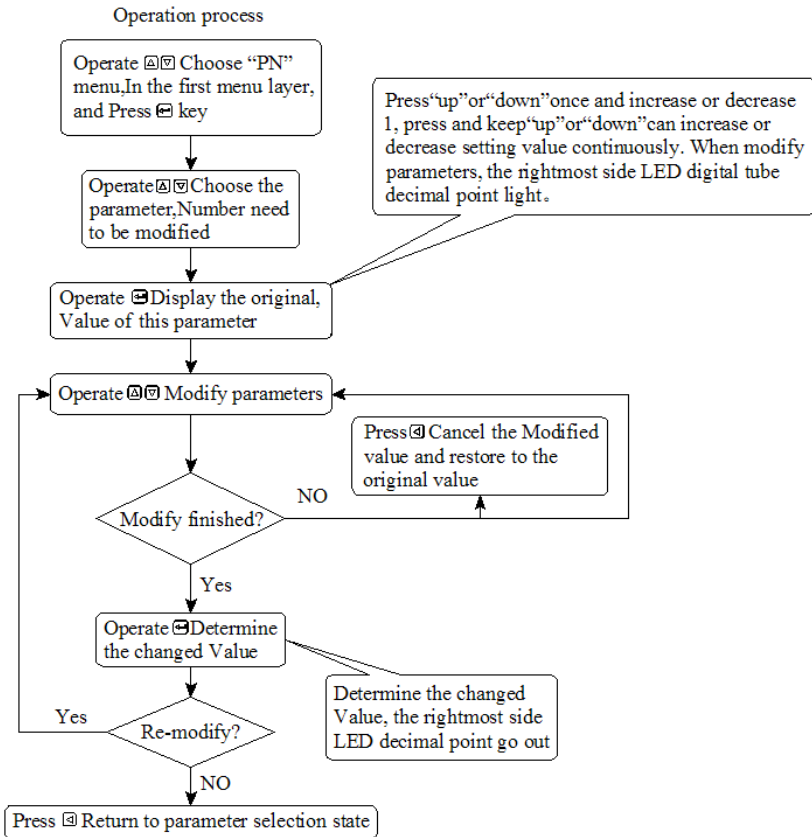 Operation process
Operate △▽ Choose “PN”
menu,In the first menu layer,
and Press ↵ key
Press“up”or“down”once and increase or decrease
1, press and keep“up”or“down”can increase or
decrease setting value continuously. When modify
parameters, the rightmost side LED digital tube
decimal point light。
Operate△▽Choose the
parameter,Number need
to be modified
Operate ↵Display the original,
Value of this parameter
Operate △▽ Modify parameters
Press◁ Cancel the Modified
value and restore to the
original value
NO
Modify finished?
Yes
Operate ↵Determine
the changed Value
Determine the changed
Value, the rightmost side
LED decimal point go out
Yes
Re-modify?
NO
Press ◁ Return to parameter selection state